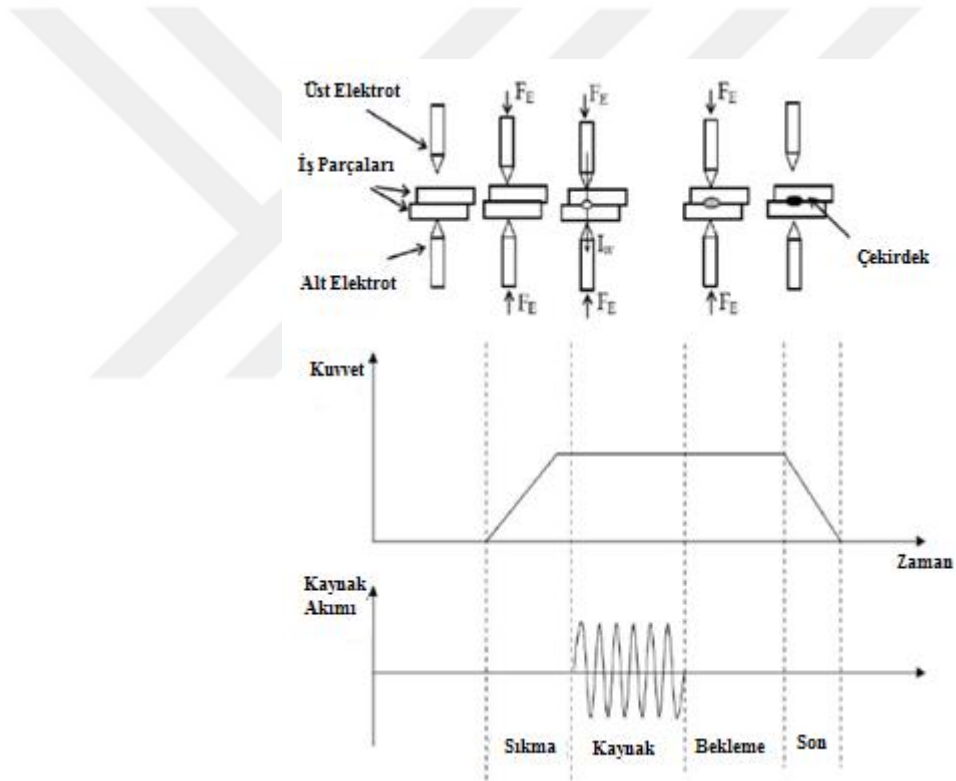 Üst Elektrot
F_E F_E F_E
İş Parçaları
I_w
Çekirdek
Alt Elektrot
F_E F_E F_E
Kuvvet
Zaman
Kaynak
Akımı
Sıkma Kaynak Bekleme Son